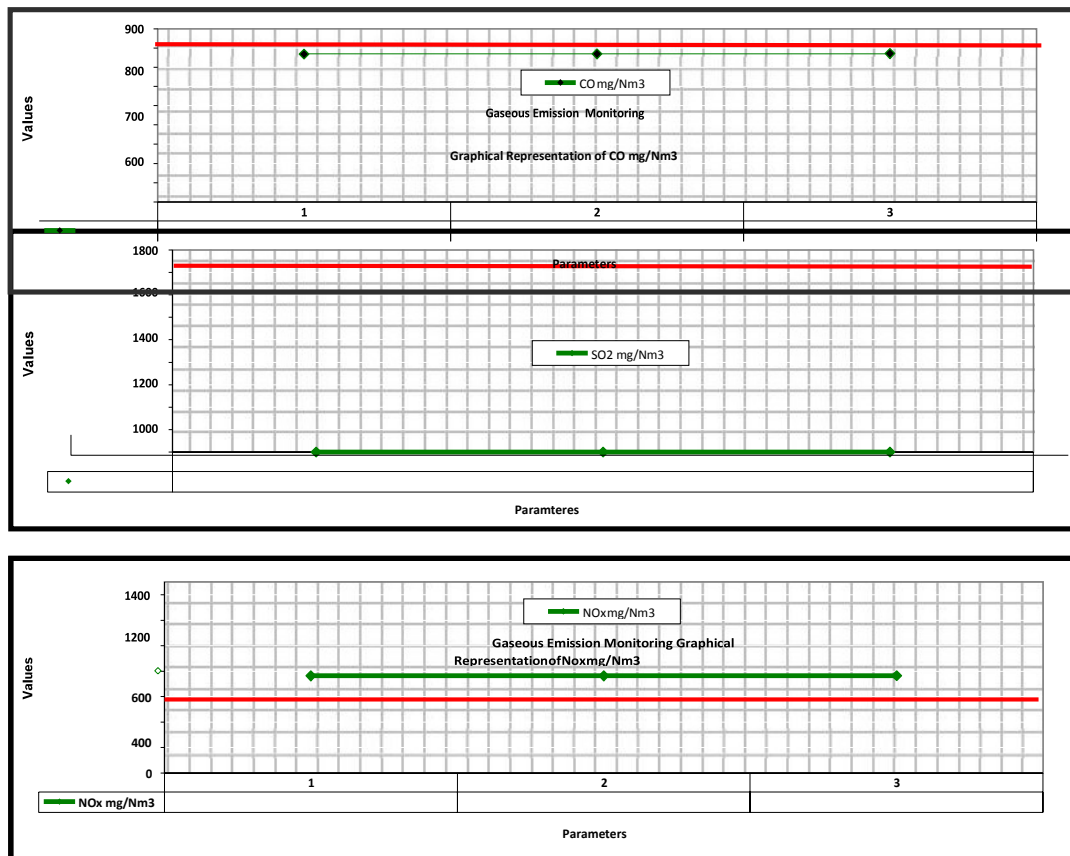 900
800
CO mg/Nm3
Gaseous Emission Monitoring
700
Values
Graphical Representation of CO mg/Nm3
600
1 2 3
1800
Parameters
1600
1400
Values
SO2 mg/Nm3
1200
1000
Paramteres
1400
NOxmg/Nm3
1200
Gaseous Emission Monitoring Graphical
RepresentationofNoxmg/Nm3
Values
600
400
0
1 2 3
NOx mg/Nm3
Parameters